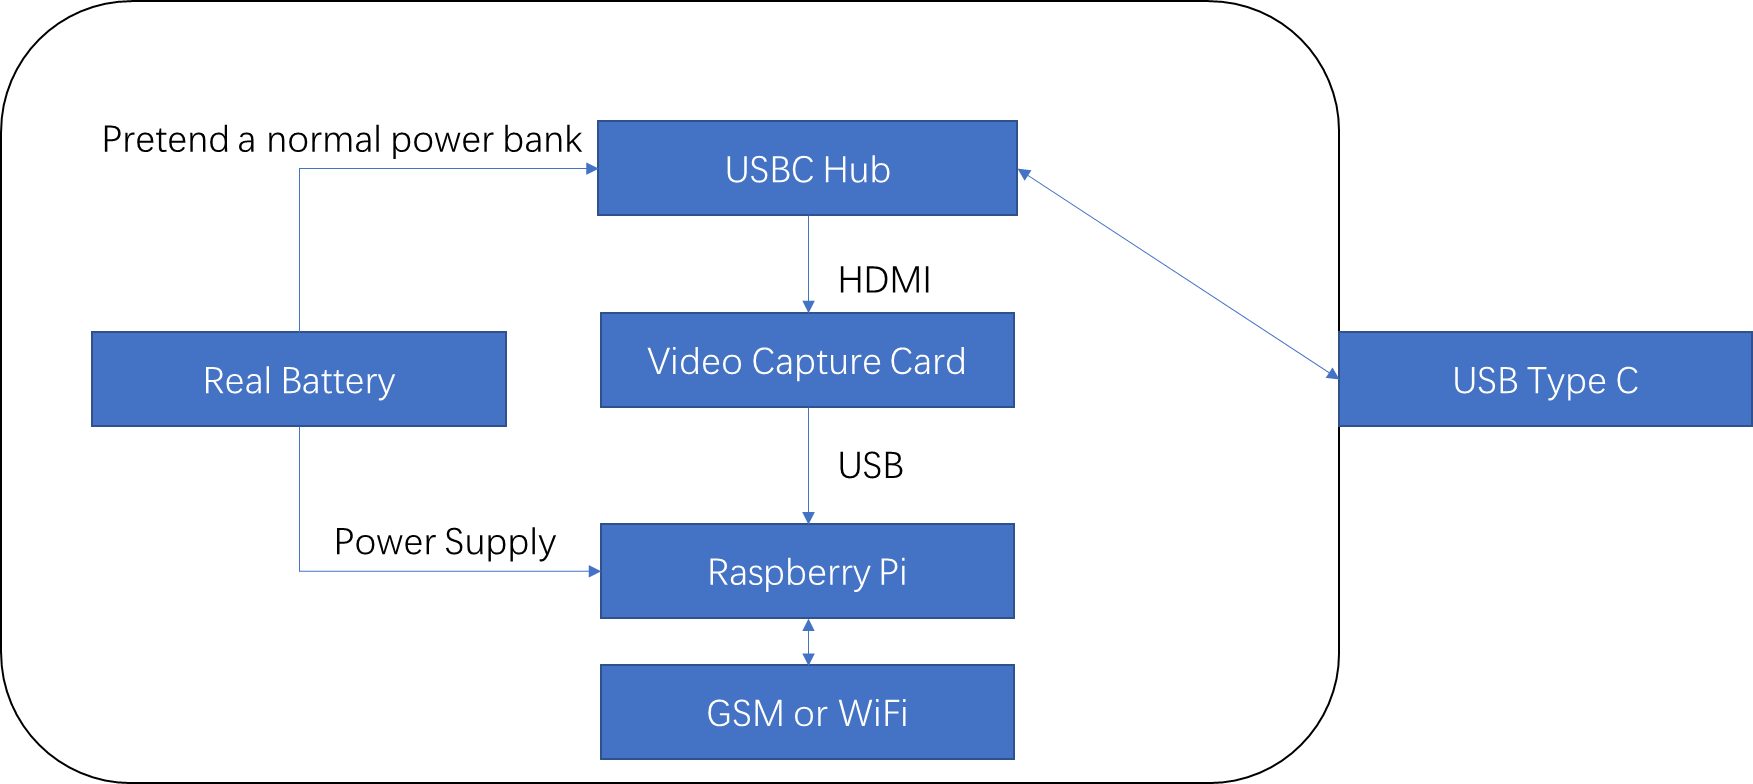 Pretend a normal power bank
USBC Hub
HDMI
Video Capture Card
Real Battery
USB Type C
USB
Power Supply
Raspberry Pi
GSM or WiFi